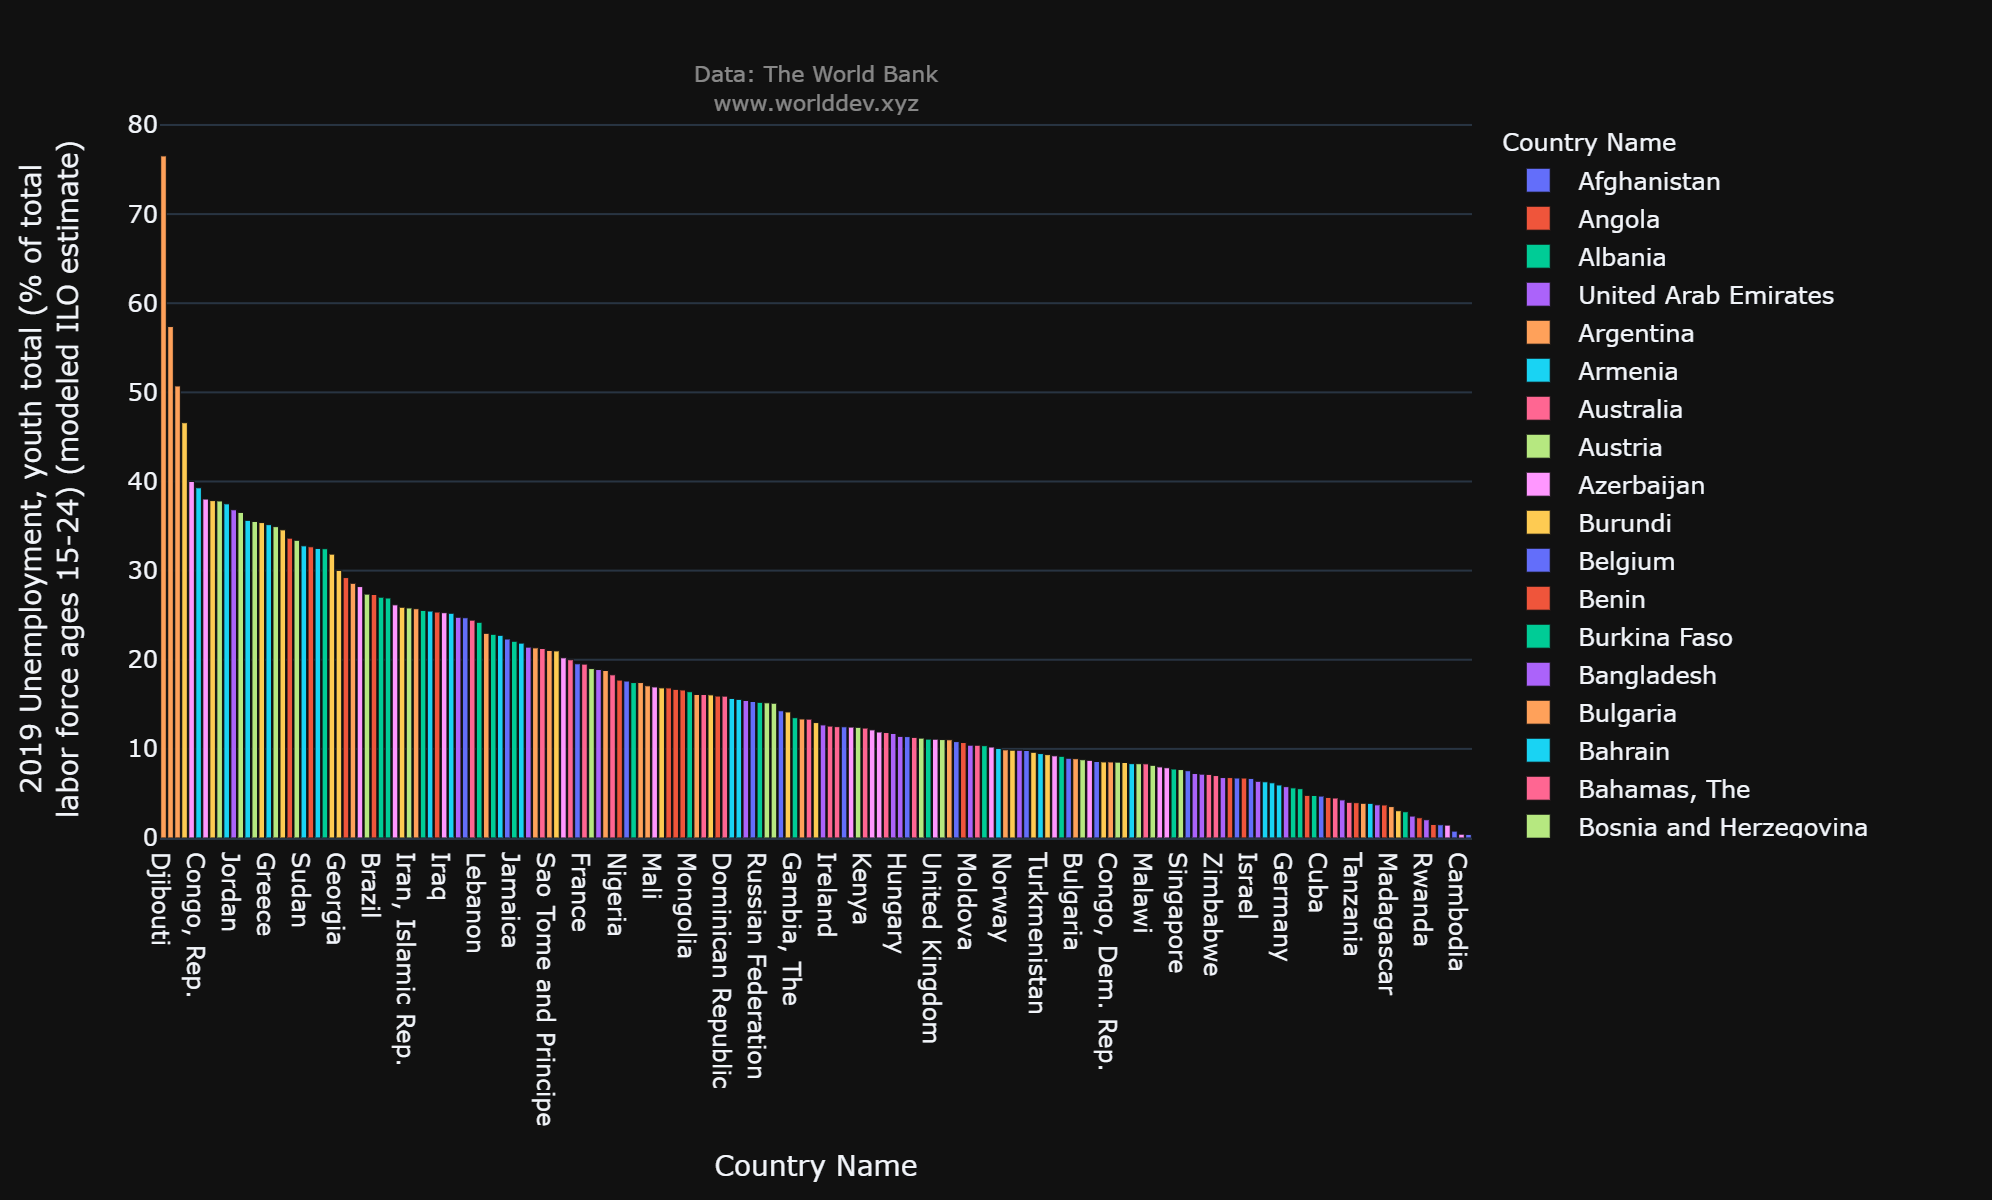 Data: The World Bank
www.worlddev.xyz
2019 Unemployment, youth total (% of total
labor force ages 15-24) (modeled ILO estimate)
80
70
60
50
40
30
20
10
0
Djibouti
Congo, Rep.
Jordan
Greece
Sudan
Georgia
Brazil
Iran, Islamic Rep.
Iraq
Lebanon
Jamaica
Sao Tome and Principe
France
Nigeria
Mali
Mongolia
Dominican Republic
Russian Federation
Gambia, The
Ireland
Kenya
Hungary
United Kingdom
Moldova
Norway
Turkmenistan
Bulgaria
Congo, Dem. Rep.
Malawi
Singapore
Zimbabwe
Israel
Germany
Cuba
Tanzania
Madagascar
Rwanda
Cambodia
Country Name
Country Name
Afghanistan
Angola
Albania
United Arab Emirates
Argentina
Armenia
Australia
Austria
Azerbaijan
Burundi
Belgium
Benin
Burkina Faso
Bangladesh
Bulgaria
Bahrain
Bahamas, The
Bosnia and Herzegovina